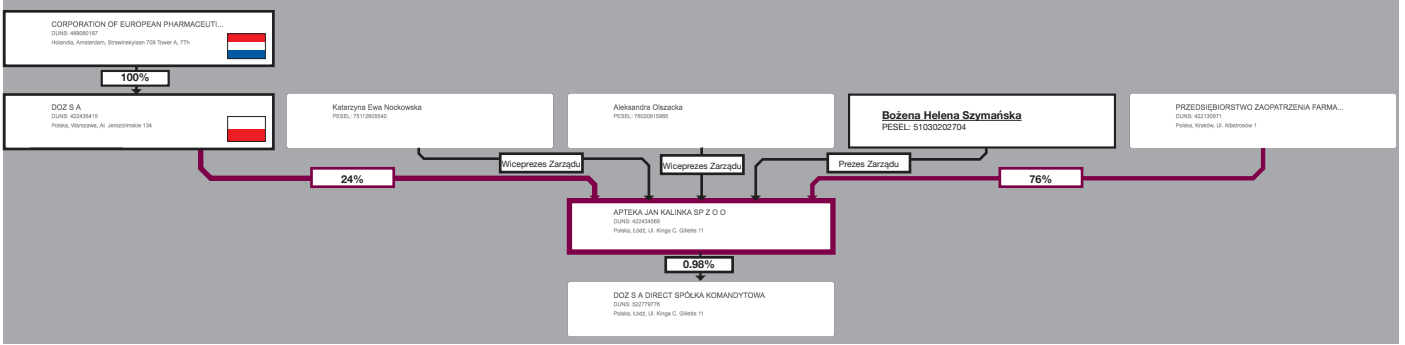 CORPORATION OF EUROPEAN PHARMACEUTI...
DUNS: 489080187
Holandia, Amsterdam, Strawinskylaan 709 Tower A, 7Th
100%
DOZ S A
DUNS: 422436415
Polska, Warszawa, Al. Jerozolimskie 134
Katarzyna Ewa Nockowska
PESEL: 75112605540
Aleksandra Olszacka
PESEL: 76020915985
Bożena Helena Szymańska
PESEL: 51030202704
PRZEDSIĘBIORSTWO ZAOPATRZENIA FARMA...
DUNS: 422130971
Polska, Kraków, Ul. Albatrosów 1
Wiceprezes Zarządu
Wiceprezes Zarządu
Prezes Zarządu
24%
76%
APTEKA JAN KALINKA SP Z O O
DUNS: 422434569
Polska, Łódź, Ul. Kinga C. Gillette 11
0.98%
DOZ S A DIRECT SPÓŁKA KOMANDYTOWA
DUNS: 522779776
Polska, Łódź, Ul. Kinga C. Gillette 11